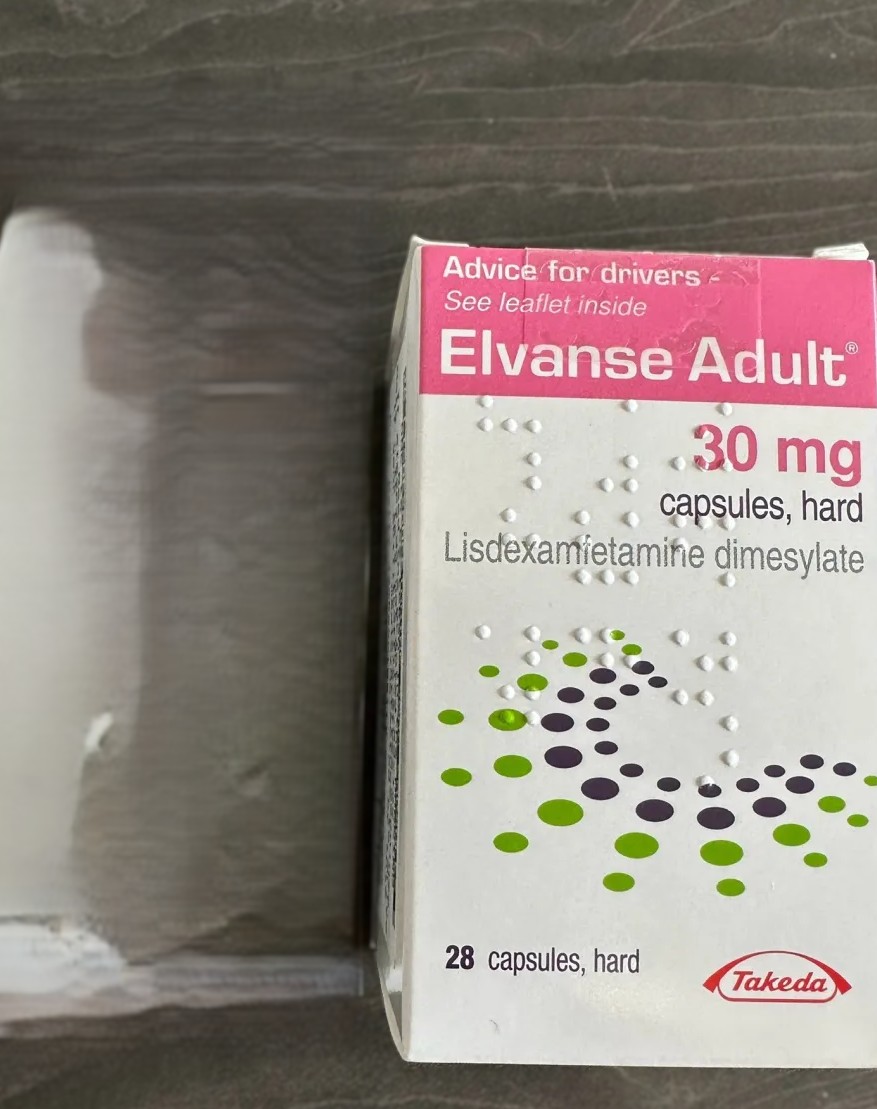 Advice for drivers -
See leaflet inside
Elvanse Adult®
30 mg
capsules, hard
Lisdexamfetamine dimesylate
28 capsules, hard
Takeda